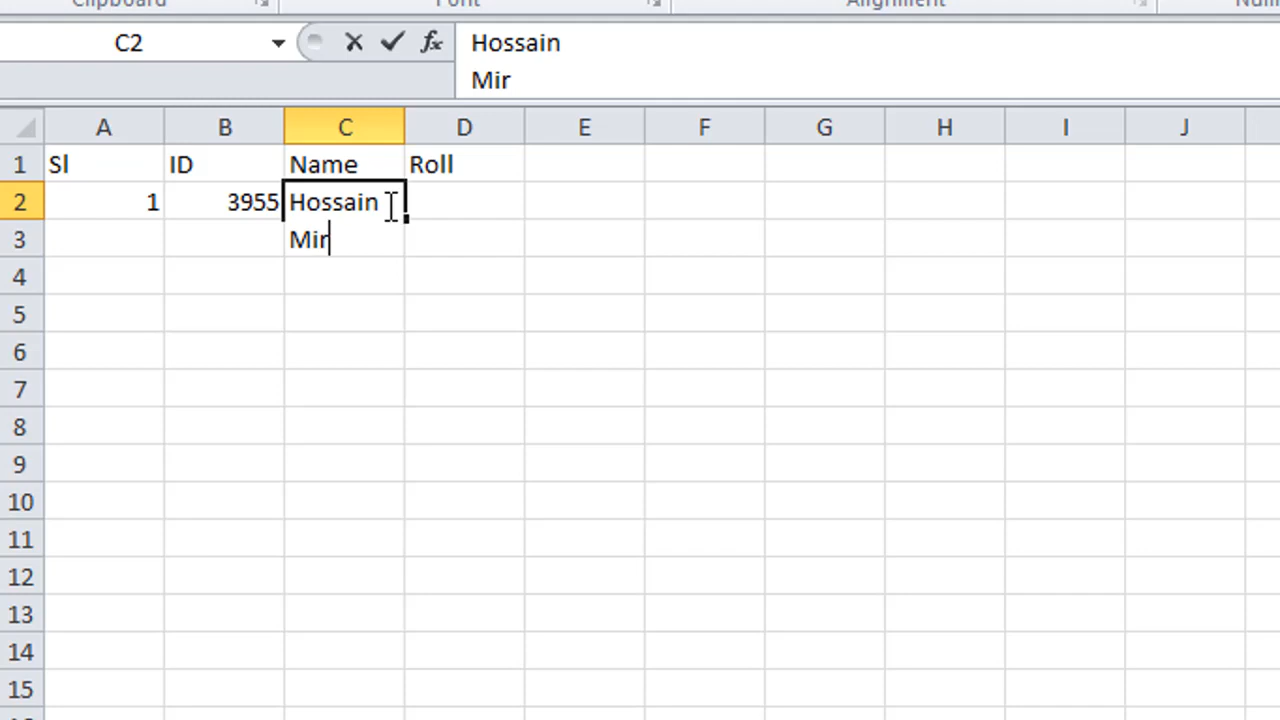 Clipboard Font Alignment
C2 fx Hossain
Mir
A B C D E F G H I J
1 Sl ID Name Roll
2 1 3955 Hossain
3 Mir
4
5
6
7
8
9
10
11
12
13
14
15